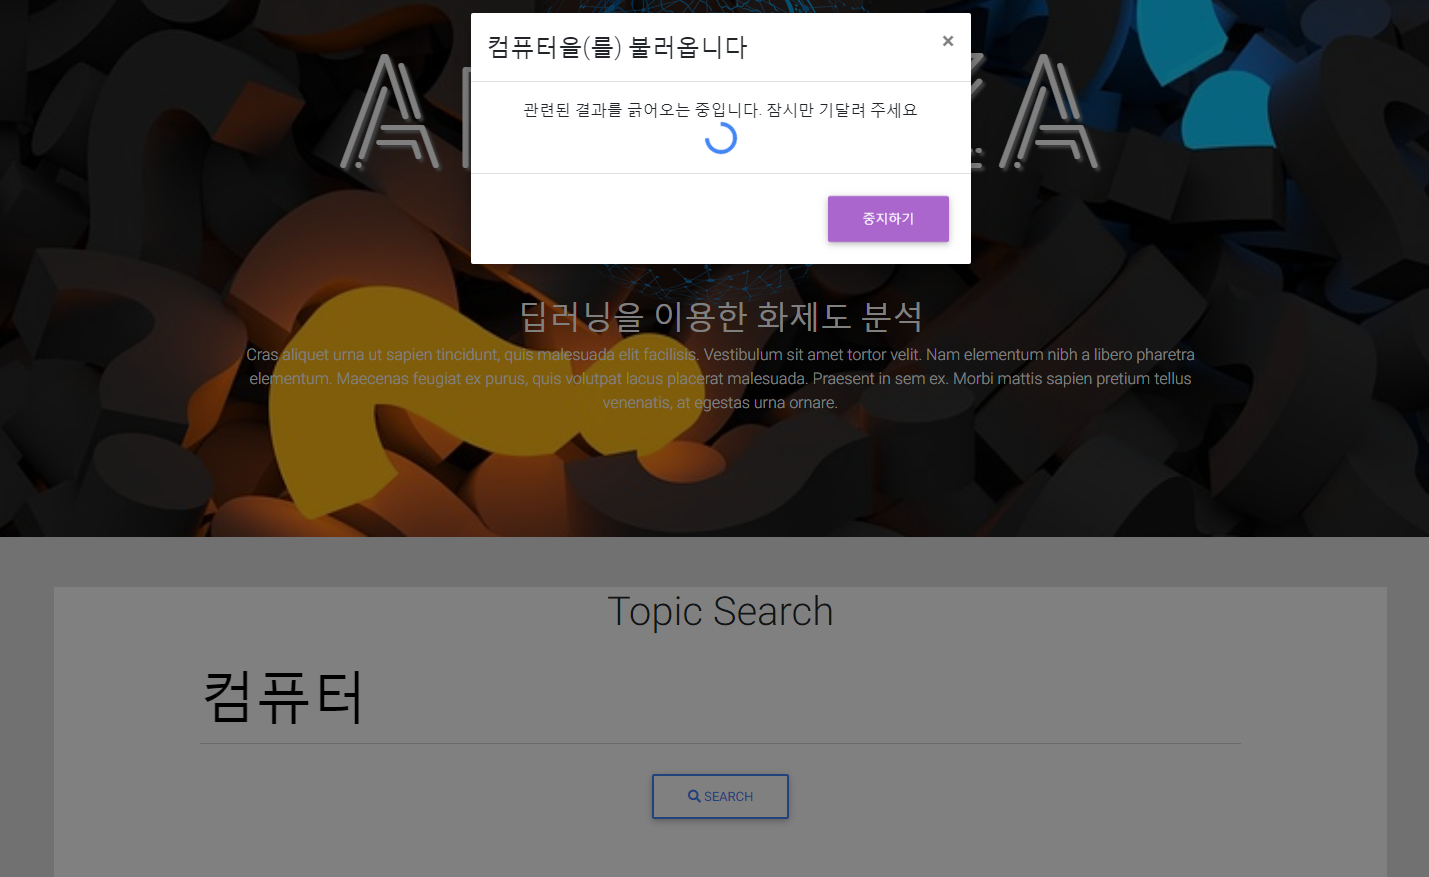 컴퓨터을(를) 불러옵니다
×
관련된 결과를 긁어오는 중입니다. 잠시만 기달려 주세요
중지하기
딥러닝을 이용한 화제도 분석
Cras aliquet urna ut sapien tincidunt, quis malesuada elit facilisis. Vestibulum sit amet tortor velit. Nam elementum nibh a libero pharetra
elementum. Maecenas feugiat ex purus, quis volutpat lacus placerat malesuada. Praesent in sem ex. Morbi mattis sapien pretium tellus
venenatis, at egestas urna ornare.
Topic Search
컴퓨터
SEARCH